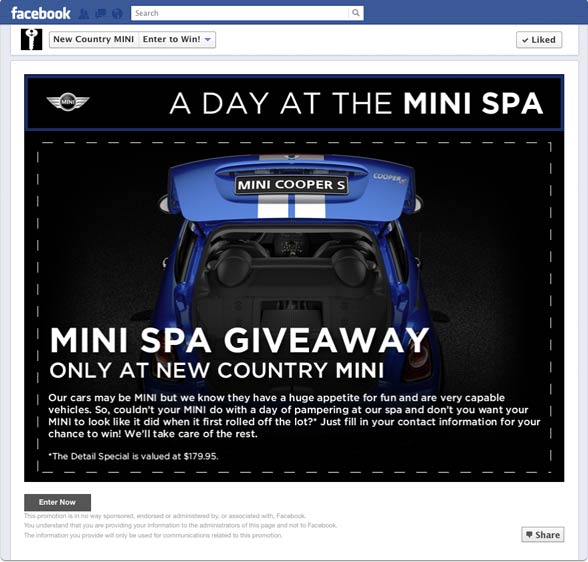 facebook
Search
New Country MINI
Enter to Win!
Liked
MINI
A DAY AT THE MINI SPA
MINI COOPER S
COOPER S
MINI SPA GIVEAWAY
ONLY AT NEW COUNTRY MINI
Our cars may be MINI but we know they have a huge appetite for fun and are very capable
vehicles. So, couldn't your MINI do with a day of pampering at our spa and don't you want your
MINI to look like it did when it first rolled off the lot?* Just fill in your contact information for your
chance to win! We'll take care of the rest.
*The Detail Special is valued at $179.95.
Enter Now
This promotion is in no way sponsored, endorsed or administered by, or associated with, Facebook.
You understand that you are providing your information to the administrators of this page and not to Facebook.
The information you provide will only be used for communications related to this promotion.
Share